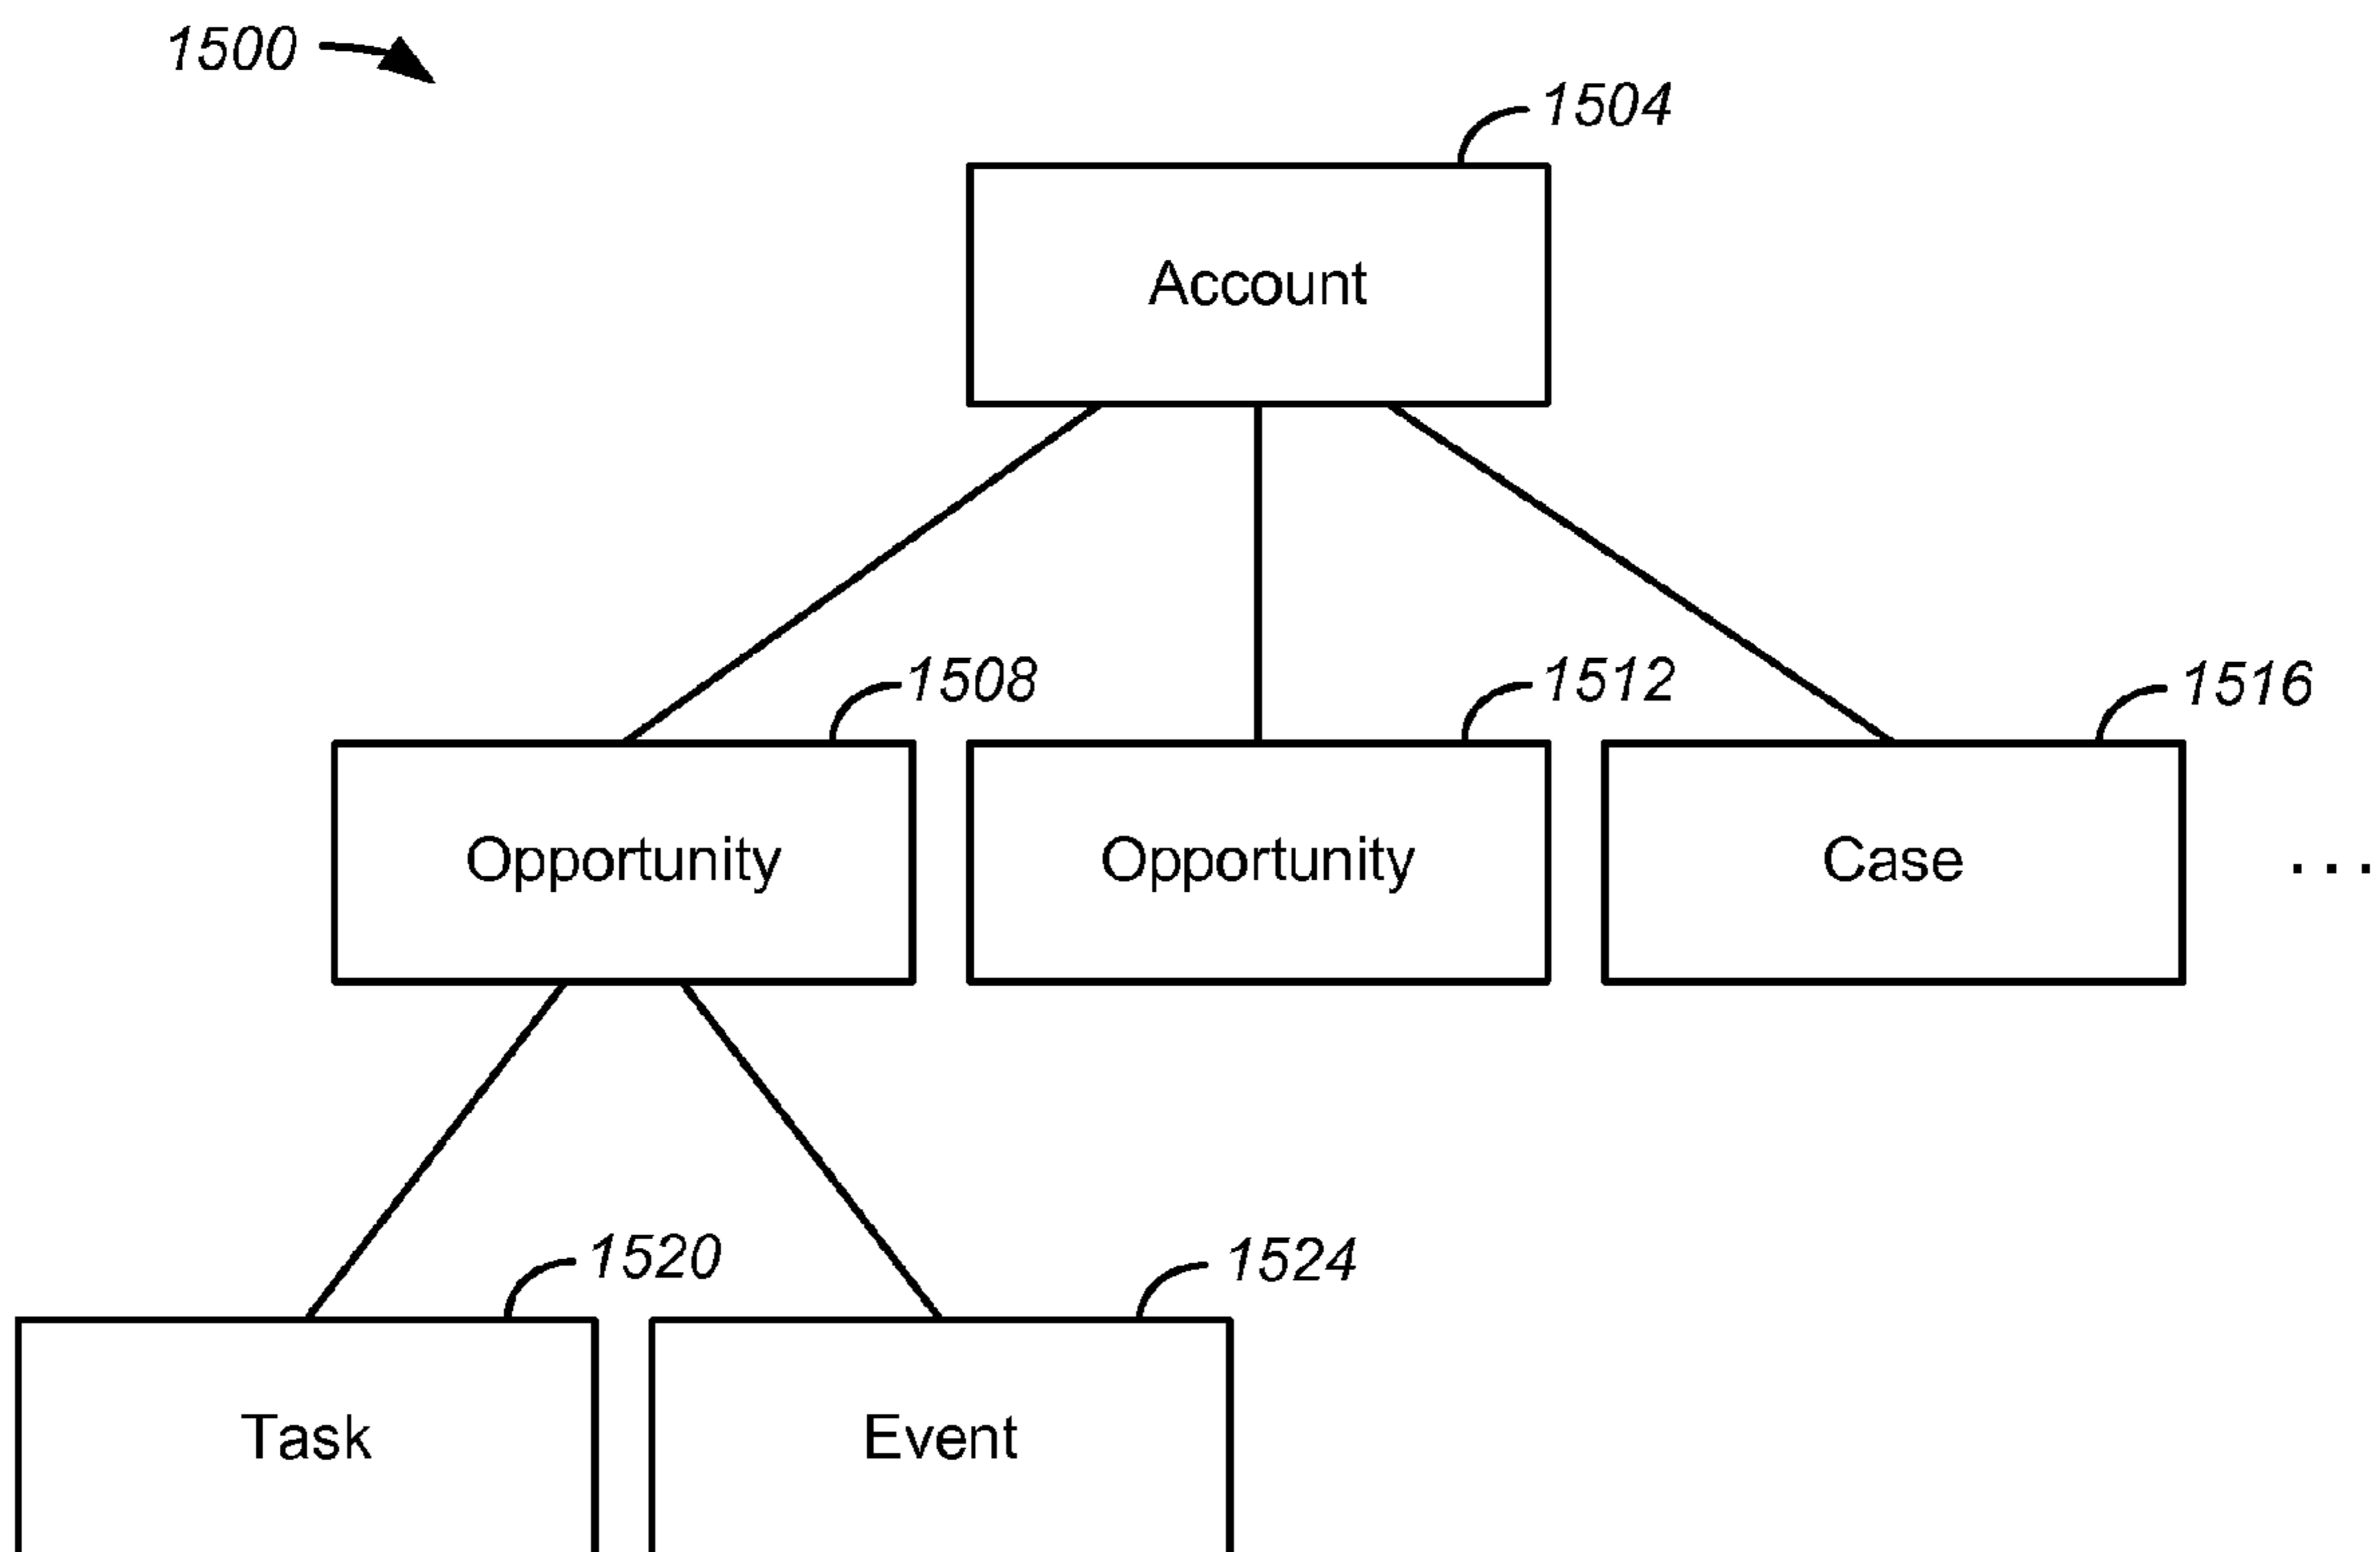 1500
1504
Account
1508
1512
1516
Opportunity
Opportunity
Case
...
1520
1524
Task
Event